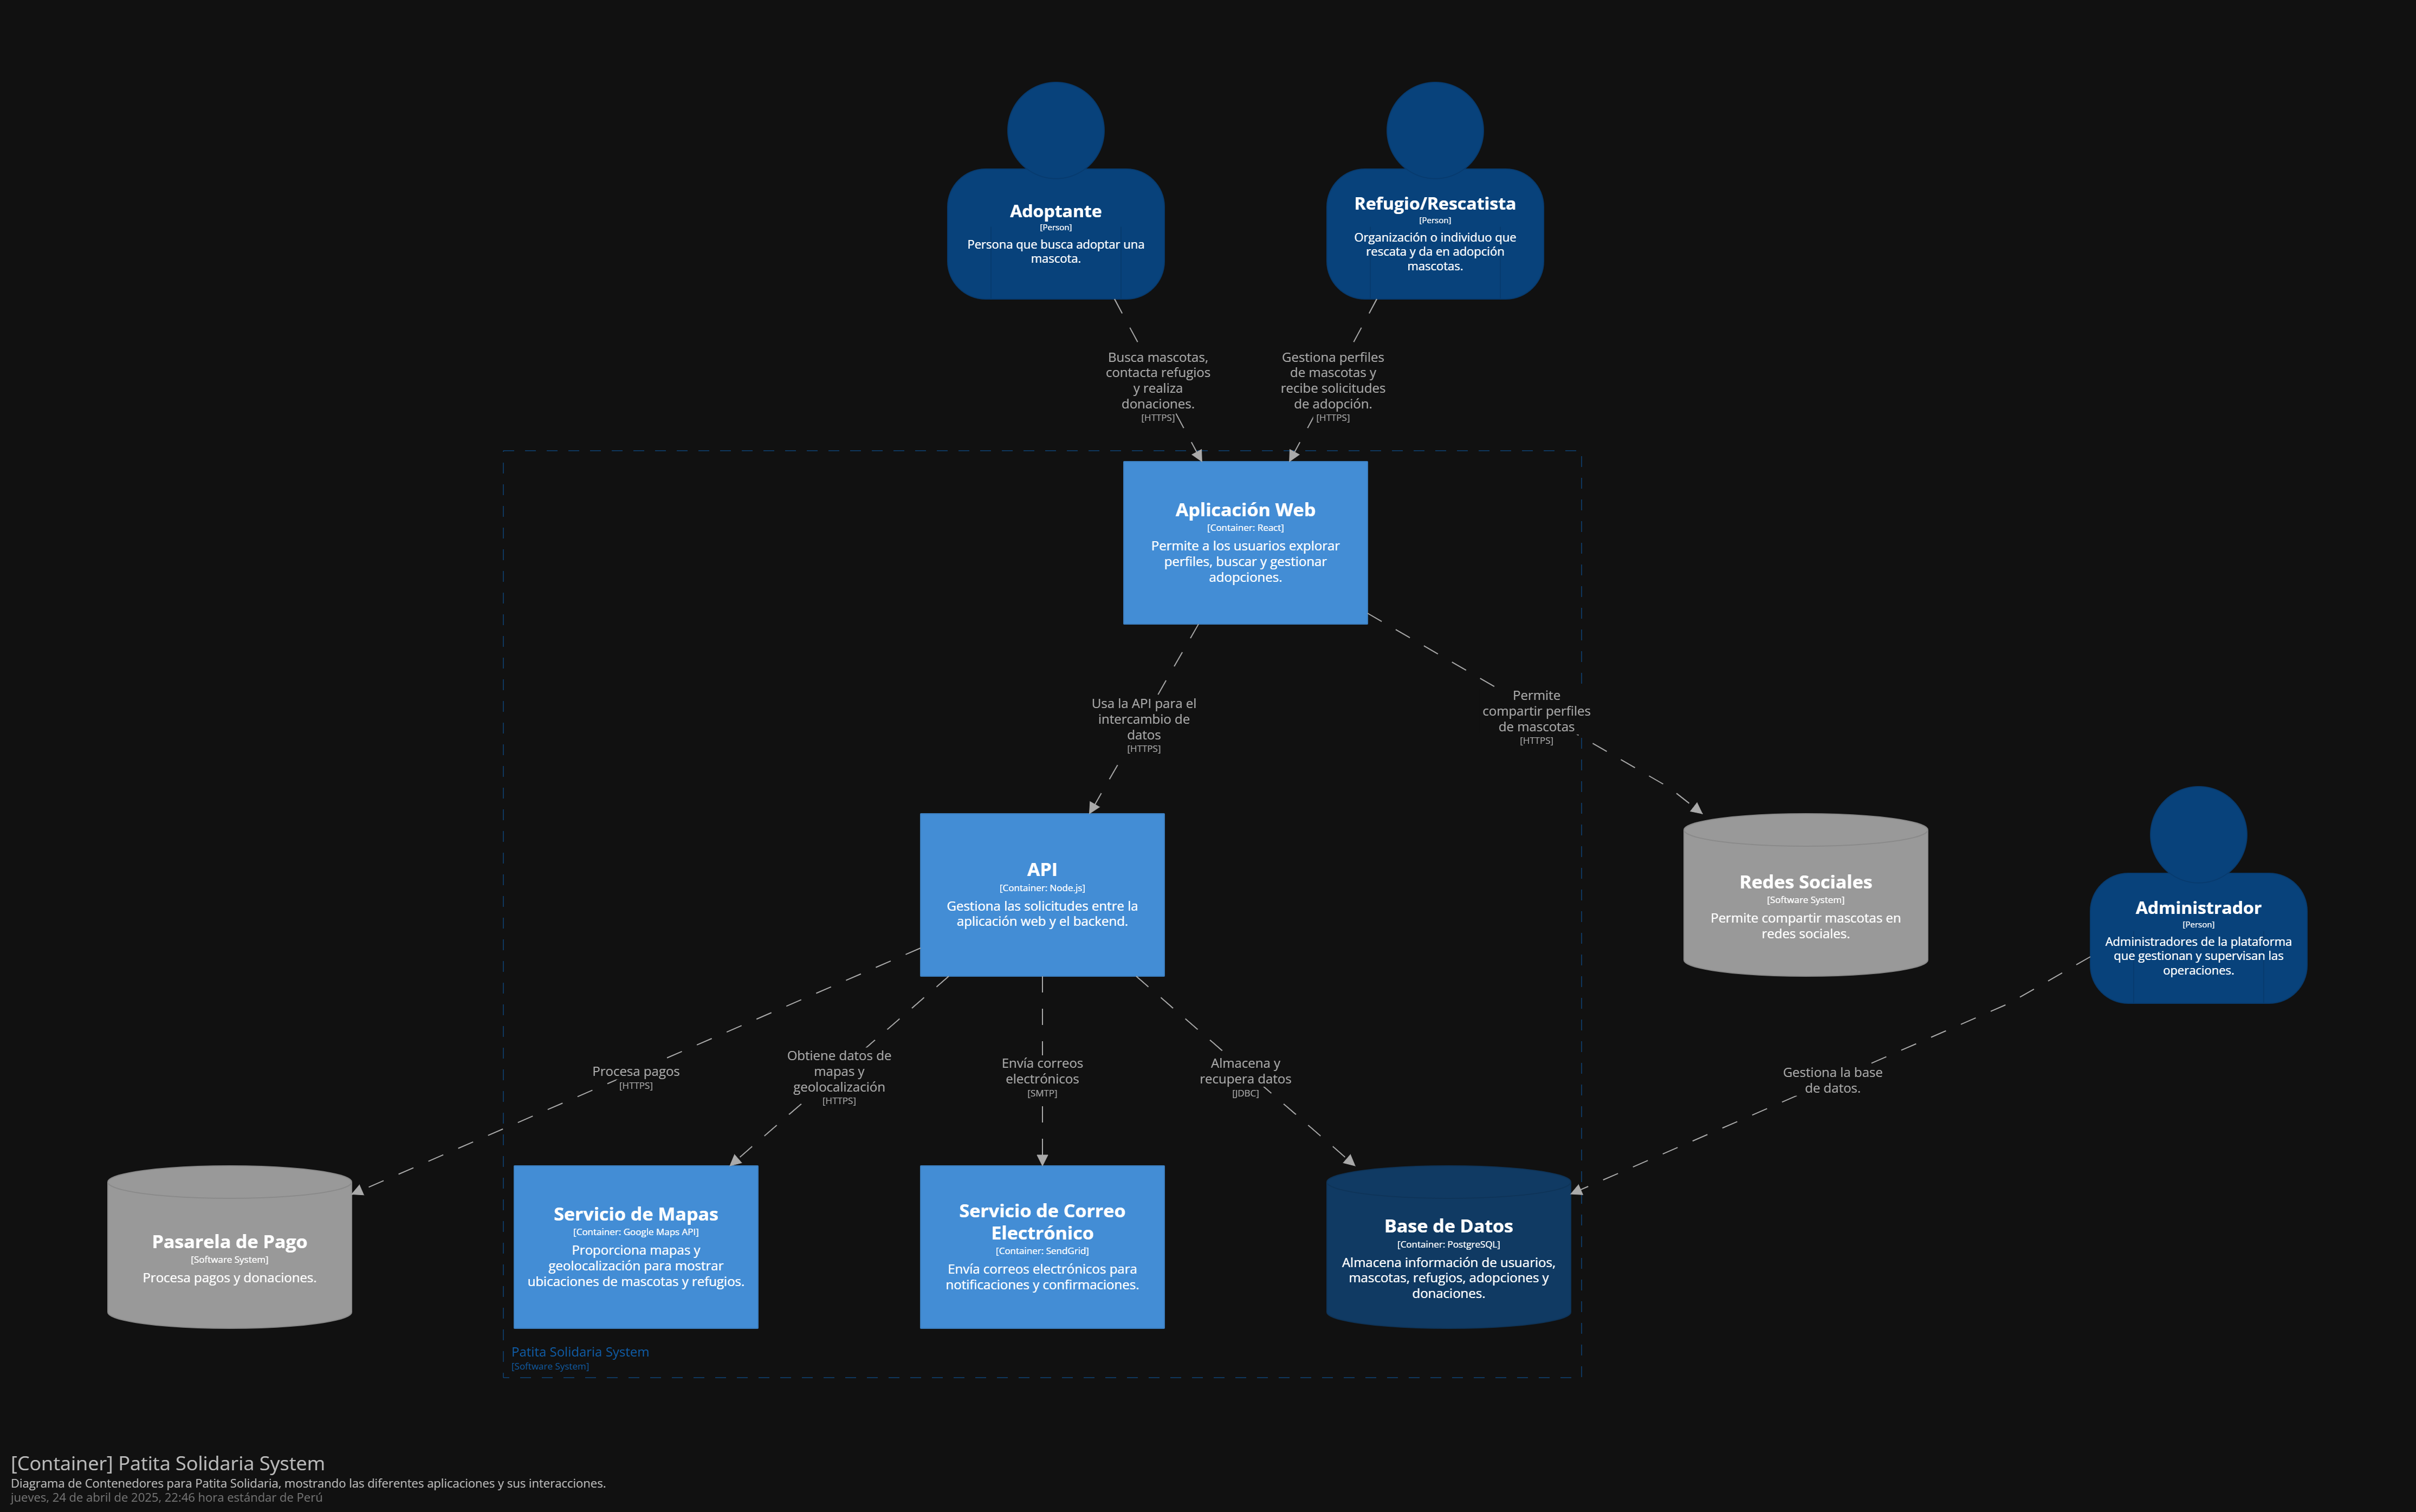 Adoptante
[Person]
Persona que busca adoptar una
mascota.
Refugio/Rescatista
[Person]
Organización o individuo que
rescata y da en adopción
mascotas.
Busca mascotas,
contacta refugios
y realiza
donaciones.
[HTTPS]
Gestiona perfiles
de mascotas y
recibe solicitudes
de adopción.
[HTTPS]
Aplicación Web
[Container: React]
Permite a los usuarios explorar
perfiles, buscar y gestionar
adopciones.
Usa la API para el
intercambio de
datos
[HTTPS]
Permite
compartir perfiles
de mascotas
[HTTPS]
API
[Container: Node.js]
Gestiona las solicitudes entre la
aplicación web y el backend.
Redes Sociales
[Software System]
Permite compartir mascotas en
redes sociales.
Administrador
[Person]
Administradores de la plataforma
que gestionan y supervisan las
operaciones.
Procesa pagos
[HTTPS]
Obtiene datos de
mapas y
geolocalización
[HTTPS]
Envía correos
electrónicos
[SMTP]
Almacena y
recupera datos
[JDBC]
Gestiona la base
de datos.
Pasarela de Pago
[Software System]
Procesa pagos y donaciones.
Servicio de Mapas
[Container: Google Maps API]
Proporciona mapas y
geolocalización para mostrar
ubicaciones de mascotas y refugios.
Servicio de Correo
Electrónico
[Container: SendGrid]
Envía correos electrónicos para
notificaciones y confirmaciones.
Base de Datos
[Container: PostgreSQL]
Almacena información de usuarios,
mascotas, refugios, adopciones y
donaciones.
Patita Solidaria System
[Software System]
[Container] Patita Solidaria System
Diagrama de Contenedores para Patita Solidaria, mostrando las diferentes aplicaciones y sus interacciones.
jueves, 24 de abril de 2025, 22:46 hora estándar de Perú